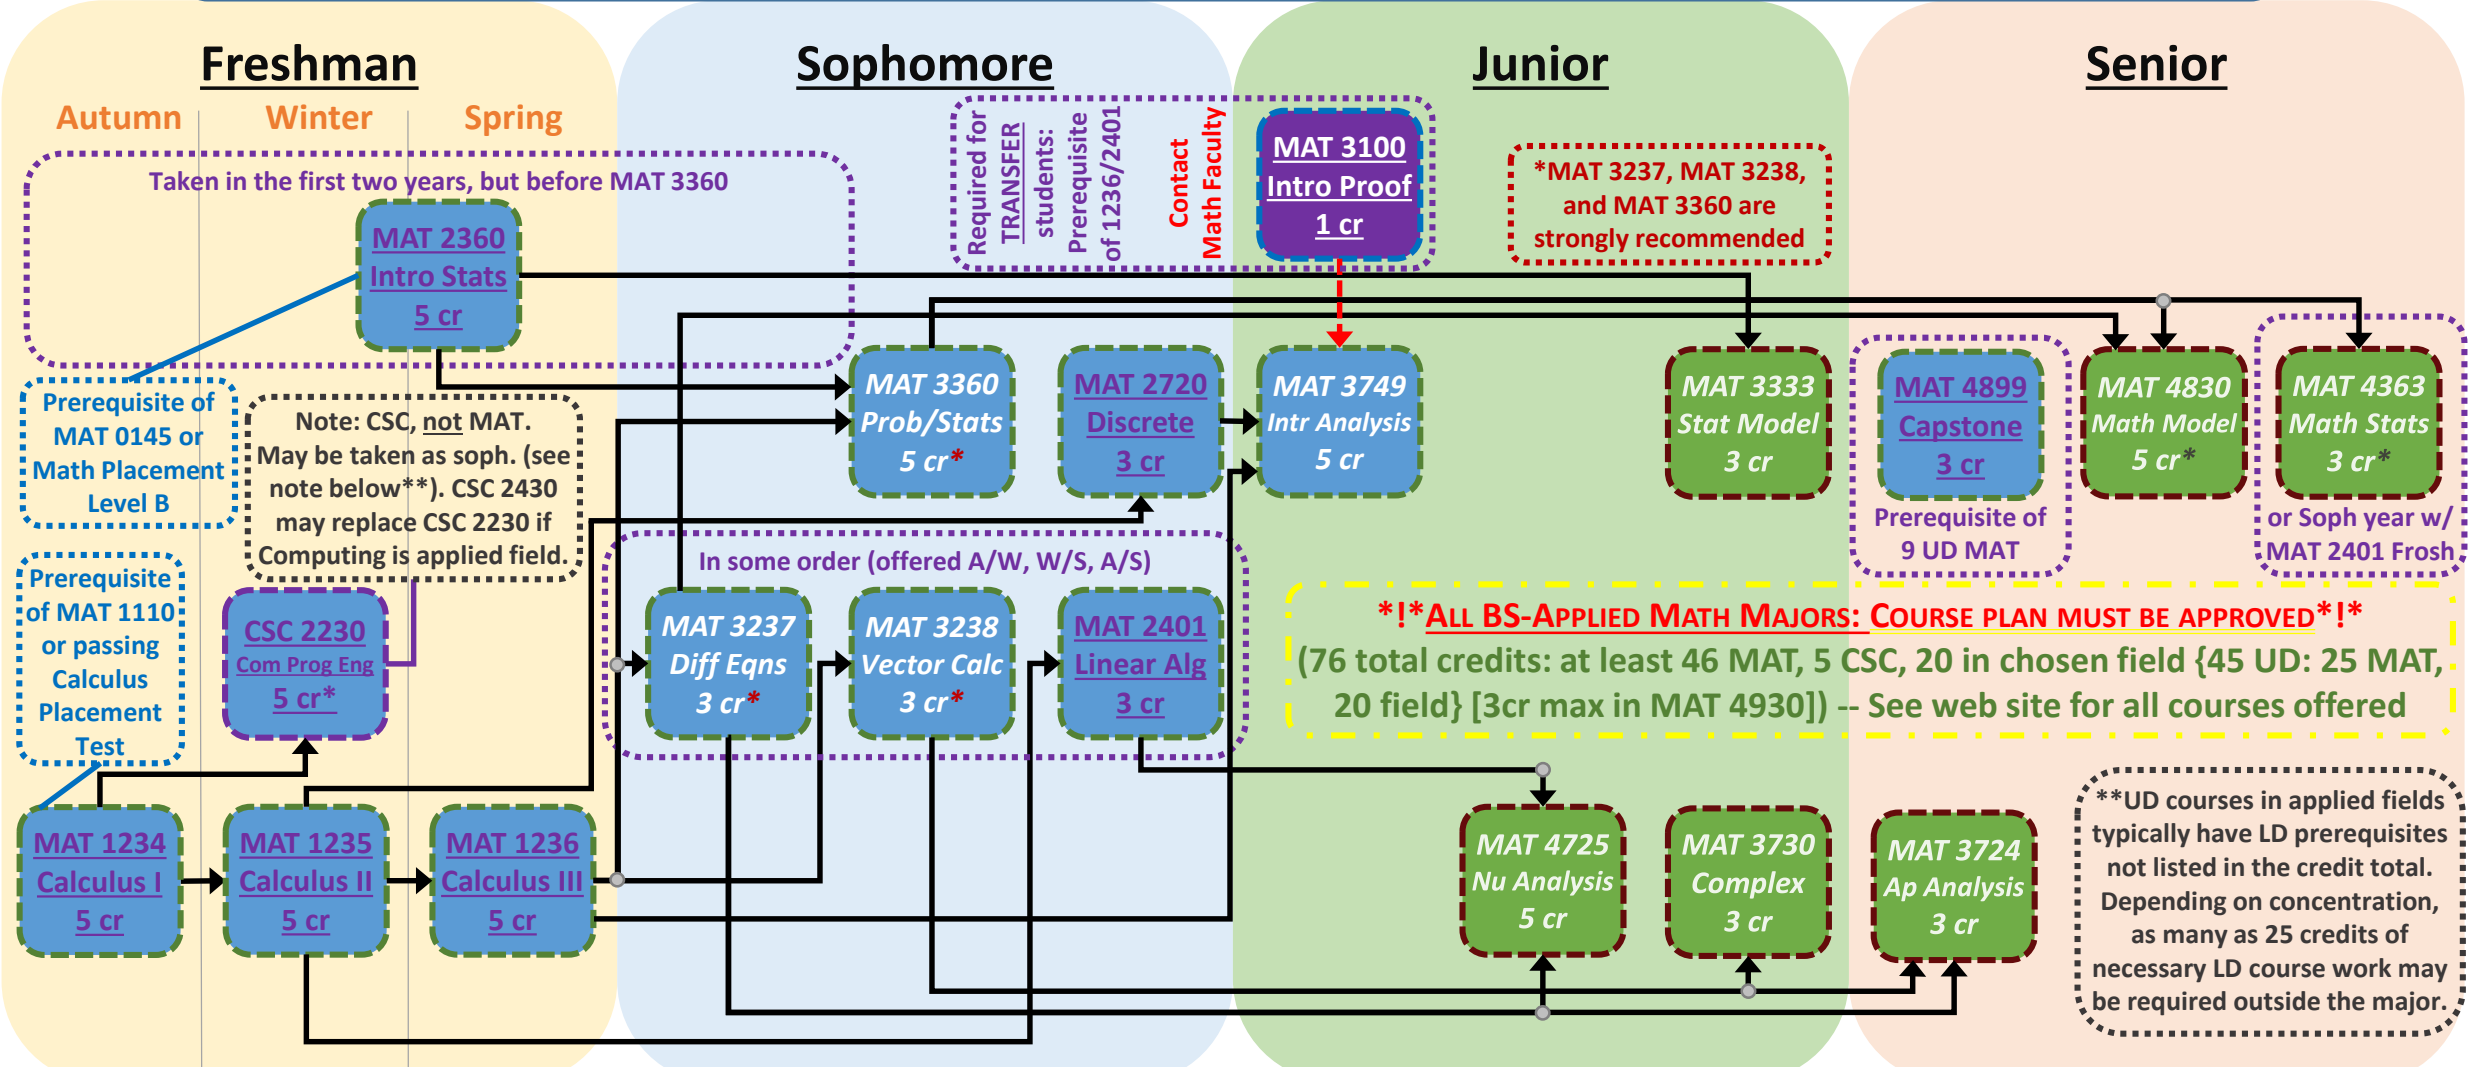 Freshman
Sophomore
Junior
Senior
Autumn
Winter
Spring
Taken in the first two years, but before MAT 3360
MAT 2360
Intro Stats
5 cr
Required for
TRANSFER
students:
Prerequisite
of 1236/2401
Contact
Math Faculty
MAT 3100
Intro Proof
1 cr
*MAT 3237, MAT 3238,
and MAT 3360 are
strongly recommended
Prerequisite of
MAT 0145 or
Math Placement
Level B
Note: CSC, not MAT.
May be taken as soph. (see
note below**). CSC 2430
may replace CSC 2230 if
Computing is applied field.
MAT 3360
Prob/Stats
5 cr*
MAT 2720
Discrete
3 cr
MAT 3749
Intr Analysis
5 cr
MAT 3333
Stat Model
3 cr
MAT 4899
Capstone
3 cr
Prerequisite of
9 UD MAT
MAT 4830
Math Model
5 cr*
MAT 4363
Math Stats
3 cr*
or Soph year w/
MAT 2401 Frosh
Prerequisite
of MAT 1110
or passing
Calculus
Placement
Test
CSC 2230
Com Prog Eng
5 cr*
In some order (offered A/W, W/S, A/S)
MAT 3237
Diff Eqns
3 cr*
MAT 3238
Vector Calc
3 cr*
MAT 2401
Linear Alg
3 cr
*!*ALL BS-APPLIED MATH MAJORS: COURSE PLAN MUST BE APPROVED*!*
(76 total credits: at least 46 MAT, 5 CSC, 20 in chosen field {45 UD: 25 MAT,
20 field} [3cr max in MAT 4930]) -- See web site for all courses offered
MAT 1234
Calculus I
5 cr
MAT 1235
Calculus II
5 cr
MAT 1236
Calculus III
5 cr
MAT 4725
Nu Analysis
5 cr
MAT 3730
Complex
3 cr
MAT 3724
Ap Analysis
3 cr
**UD courses in applied fields
typically have LD prerequisites
not listed in the credit total.
Depending on concentration,
as many as 25 credits of
necessary LD course work may
be required outside the major.